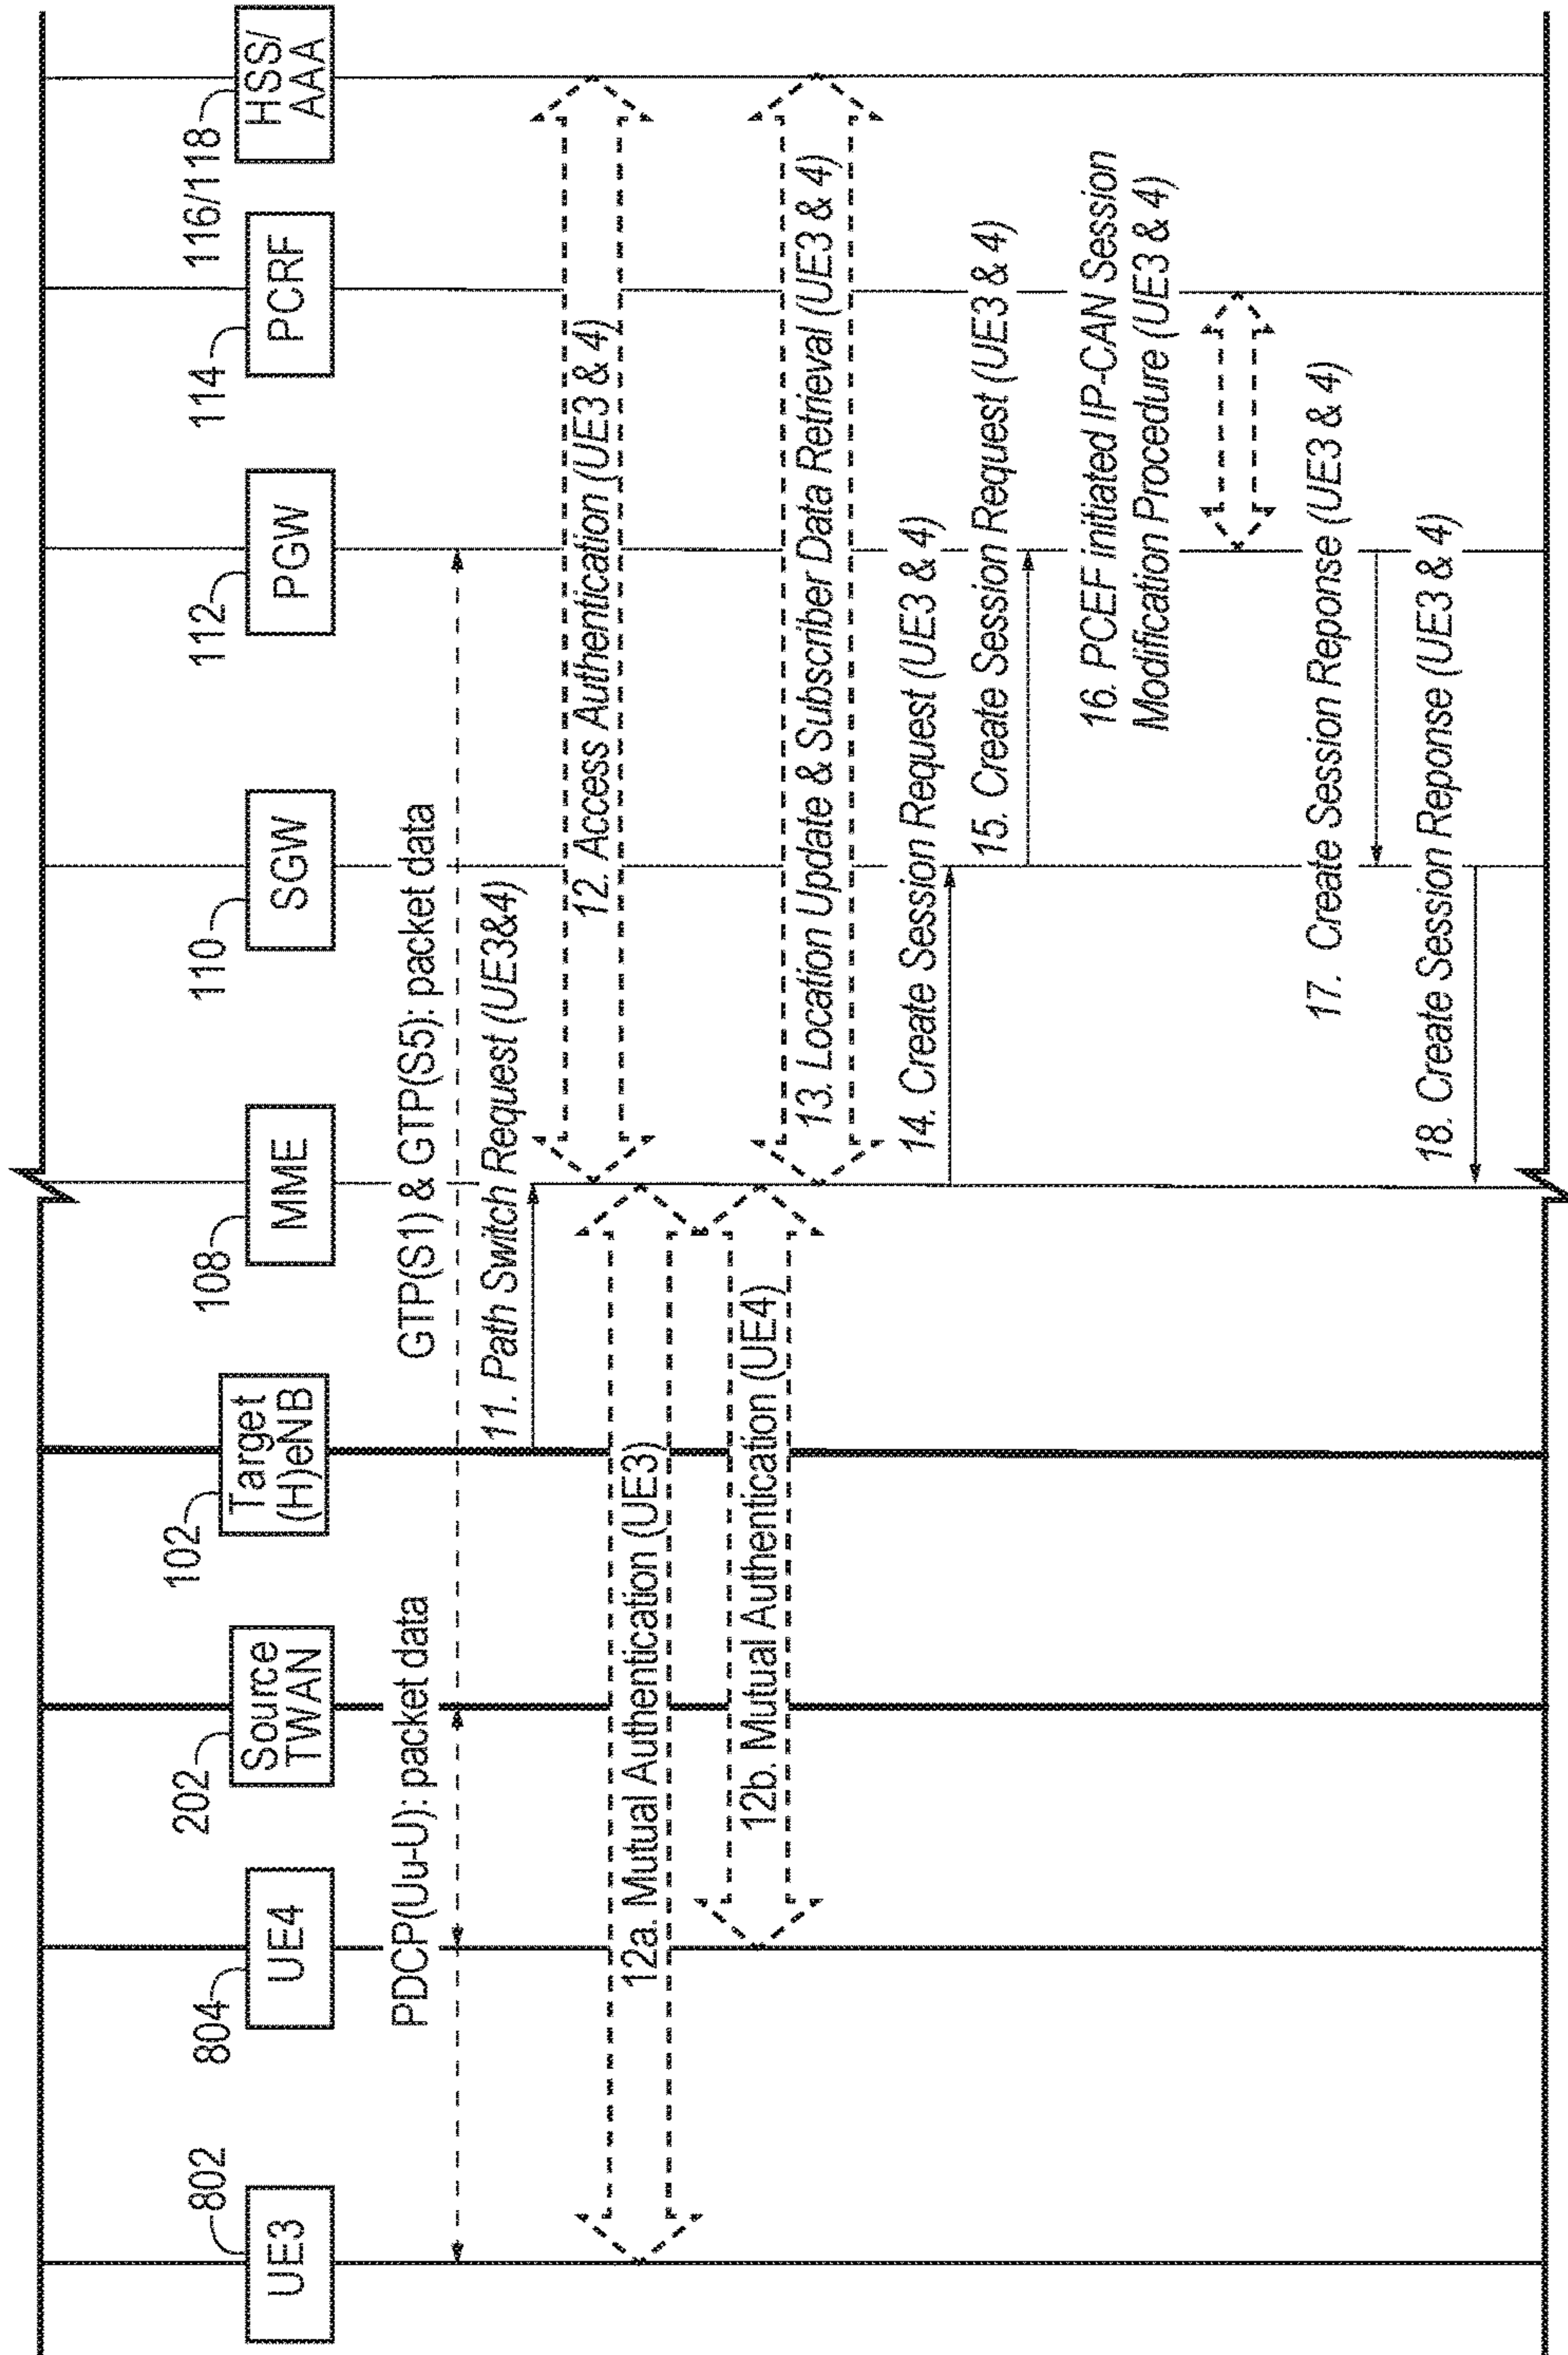 802
UE3
804
UE4
202
Source
TWAN
102
Target
(H)eNB
108
MME
110
SGW
112
PGW
114
PCRF
116/118
HSS/
AAA
PDCP(Uu-U): packet data
GTP(S1) & GTP(S5): packet data
11. Path Switch Request (UE3&4)
12. Access Authentication (UE3 & 4)
12a. Mutual Authentication (UE3)
12b. Mutual Authentication (UE4)
13. Location Update & Subscriber Data Retrieval (UE3 & 4)
14. Create Session Request (UE3 & 4)
15. Create Session Request (UE3 & 4)
16. PCEF initiated IP-CAN Session
Modification Procedure (UE3 & 4)
17. Create Session Reponse (UE3 & 4)
18. Create Session Reponse (UE3 & 4)